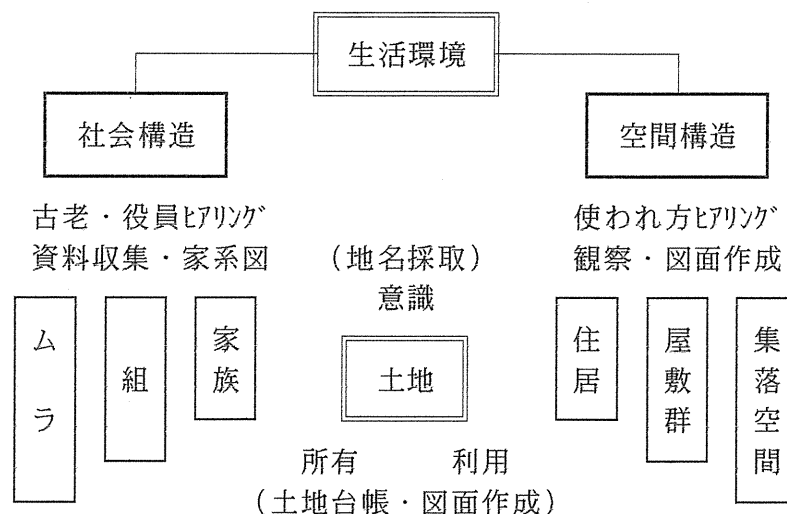 生活環境
社会構造
空間構造
古老・役員ﾋｱﾘﾝｸﾞ
資料収集・家系図
(地名採取)
意識
使われ方ﾋｱﾘﾝｸﾞ
観察・図面作成
ムラ
組
家族
土地
住居
屋敷群
集落空間
所有 利用
(土地台帳・図面作成)